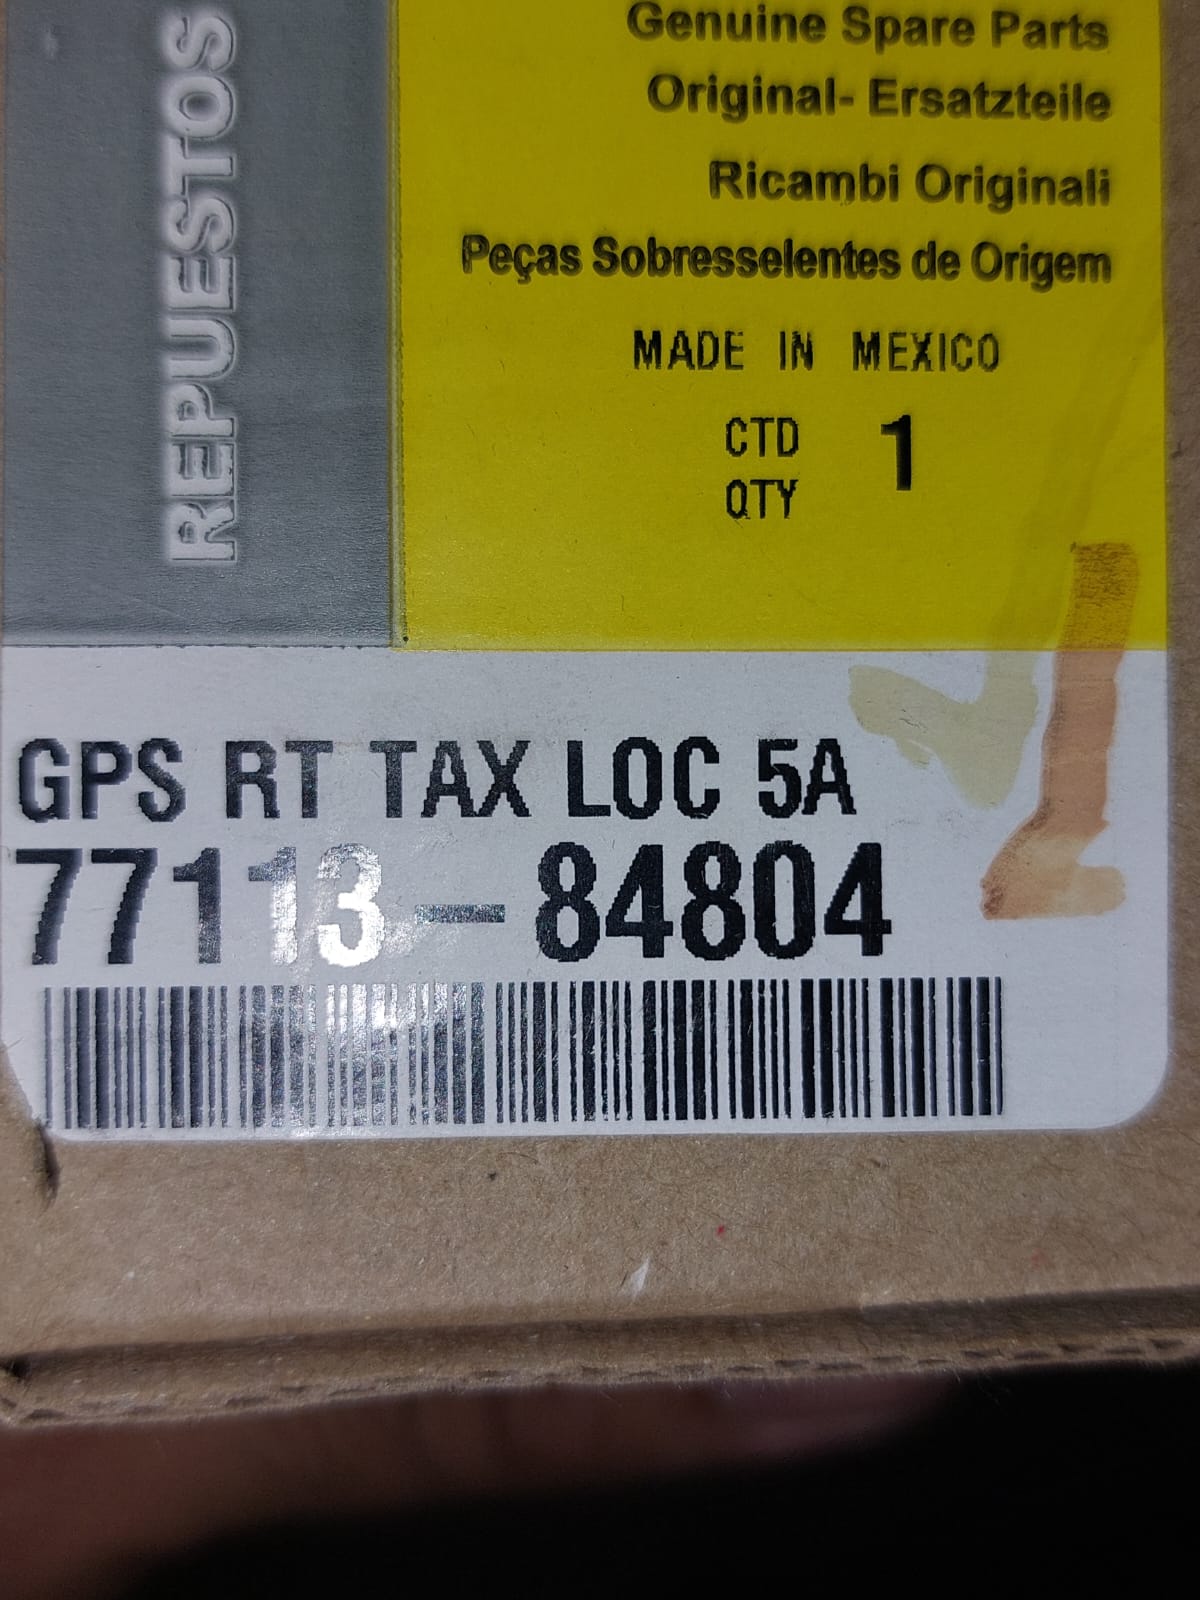 REPUESTOS
Genuine Spare Parts
Original- Ersatzteile
Ricambi Originali
Peças Sobresselentes de Origem
MADE IN MEXICO
CTD
QTY 1
GPS RT TAX LOC 5A
77113-84804